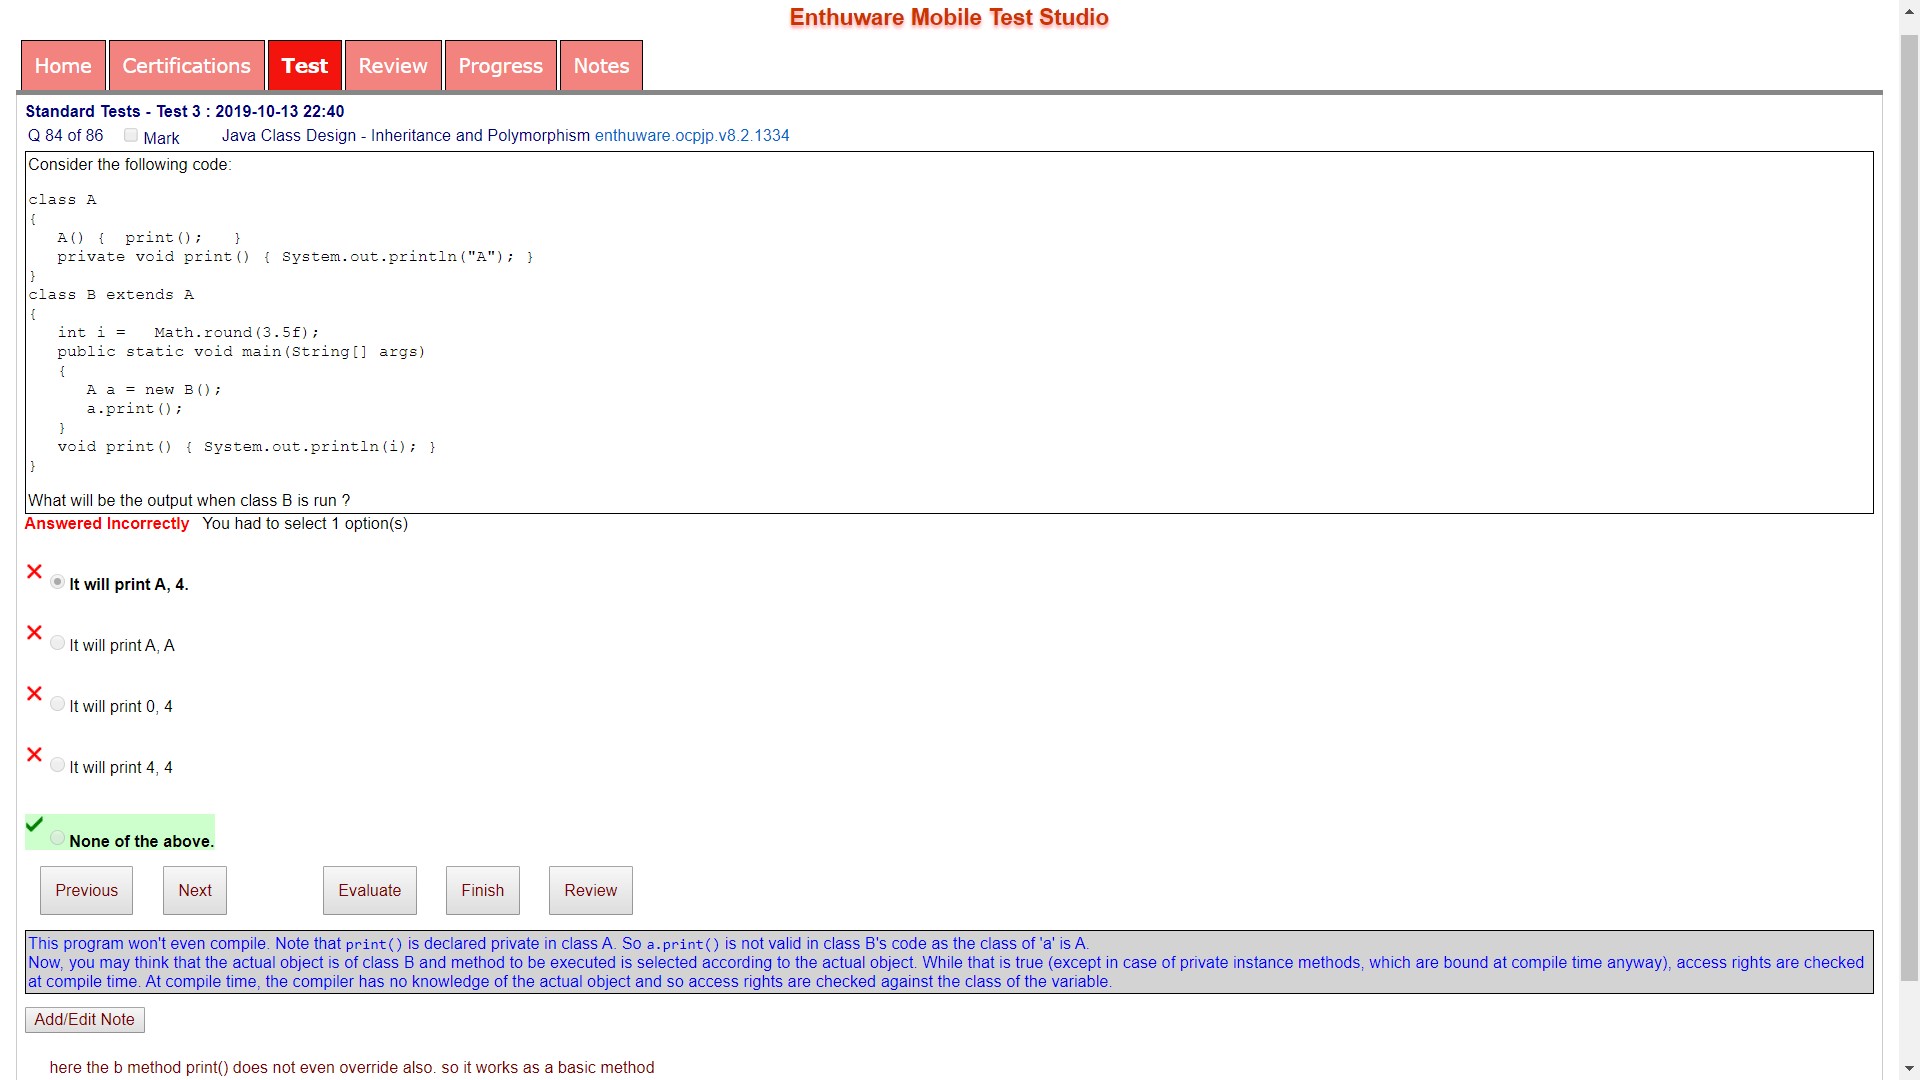 Enthuware Mobile Test Studio
Home Certifications Test Review Progress Notes
Standard Tests - Test 3 : 2019-10-13 22:40
Q 84 of 86 Mark Java Class Design - Inheritance and Polymorphism enthuware.ocpjp.v8.2.1334
Consider the following code:
class A
{
   A() {  print();   }
   private void print() { System.out.println("A"); }
}
class B extends A
{
   int i =   Math.round(3.5f);
   public static void main(String[] args)
   {
      A a = new B();
      a.print();
   }
   void print() { System.out.println(i); }
}
What will be the output when class B is run ?
Answered Incorrectly You had to select 1 option(s)
It will print A, 4.
It will print A, A
It will print 0, 4
It will print 4, 4
None of the above.
Previous Next Evaluate Finish Review
This program won't even compile. Note that print() is declared private in class A. So a.print() is not valid in class B's code as the class of 'a' is A.
Now, you may think that the actual object is of class B and method to be executed is selected according to the actual object. While that is true (except in case of private instance methods, which are bound at compile time anyway), access rights are checked
at compile time. At compile time, the compiler has no knowledge of the actual object and so access rights are checked against the class of the variable.
Add/Edit Note
here the b method print() does not even override also. so it works as a basic method